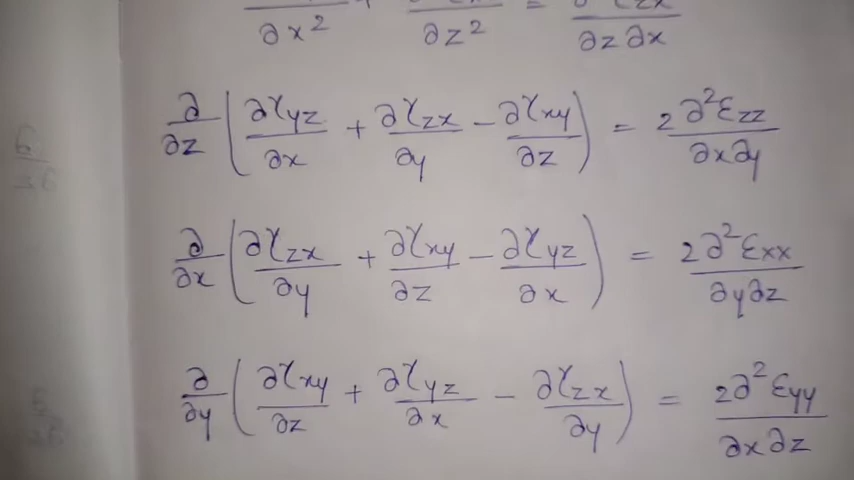 ∂x² ∂z² = ∂z∂x
∂/∂z (∂γyz/∂x + ∂γzx/∂y − ∂γxy/∂z) = 2 ∂²εzz/∂x∂y
∂/∂x (∂γzx/∂y + ∂γxy/∂z − ∂γyz/∂x) = 2∂²εxx/∂y∂z
∂/∂y (∂γxy/∂z + ∂γyz/∂x − ∂γzx/∂y) = 2∂²εyy/∂x∂z